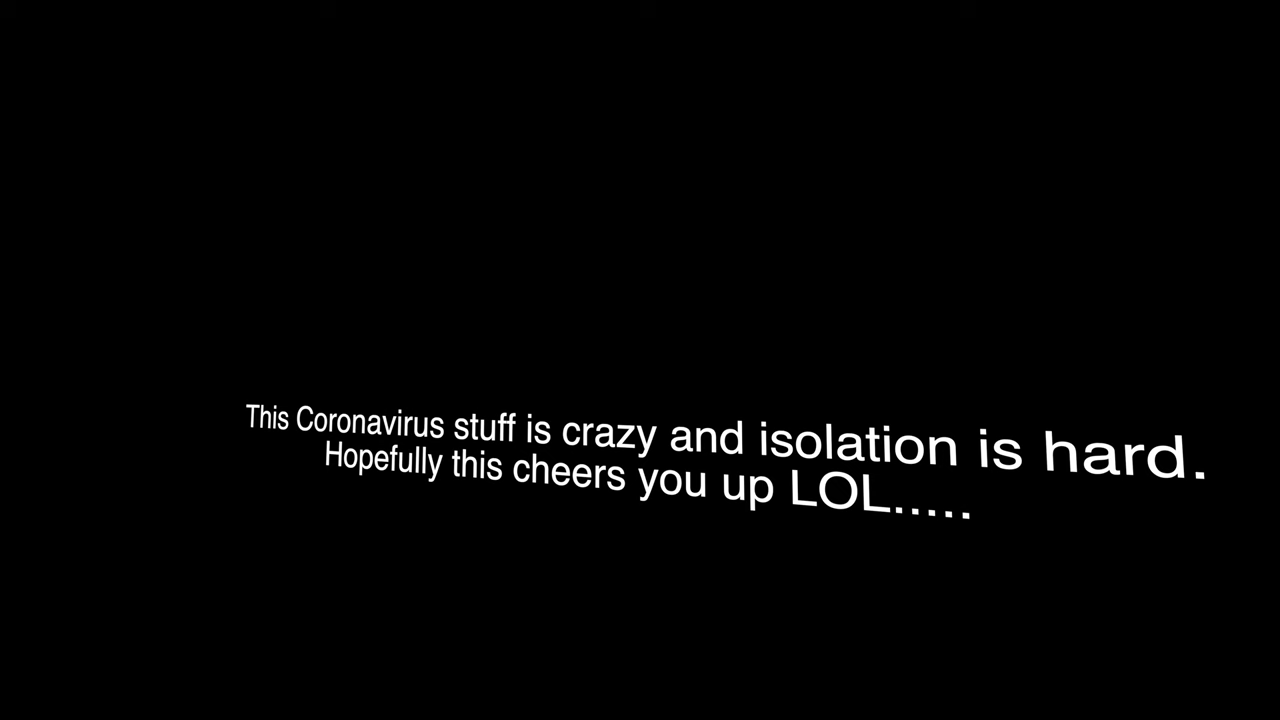 This Coronavirus stuff is crazy and isolation is hard.
Hopefully this cheers you up LOL.....